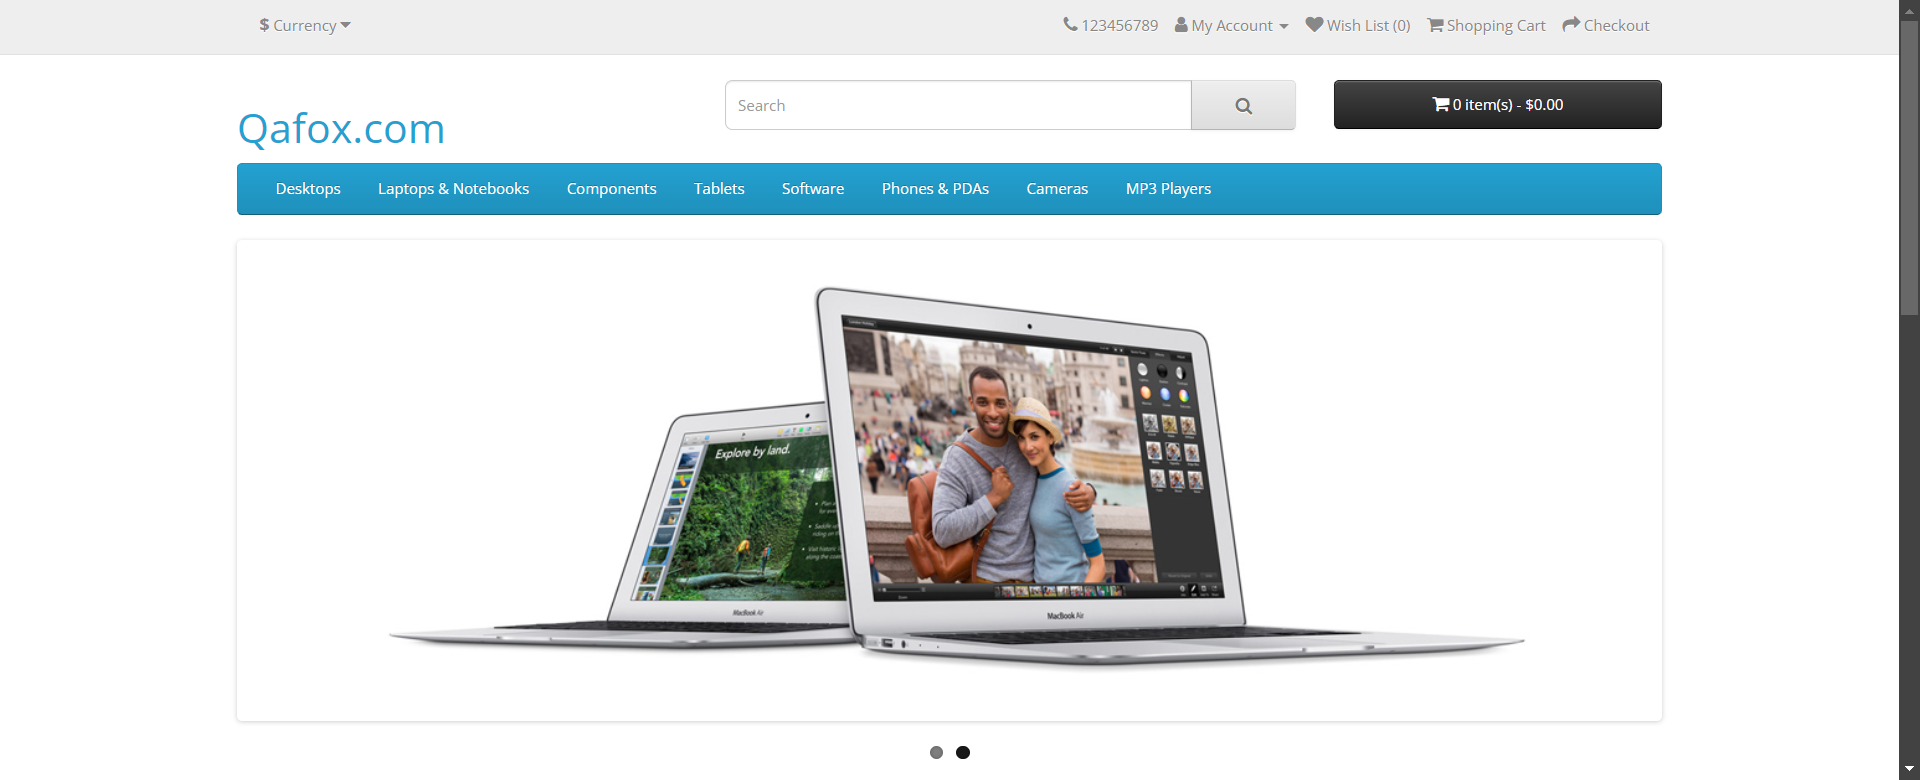 $ Currency
123456789 My Account Wish List (0) Shopping Cart Checkout
Search
0 item(s) - $0.00
Qafox.com
Desktops Laptops & Notebooks Components Tablets Software Phones & PDAs Cameras MP3 Players
Explore by land.
MacBook Air
MacBook Air